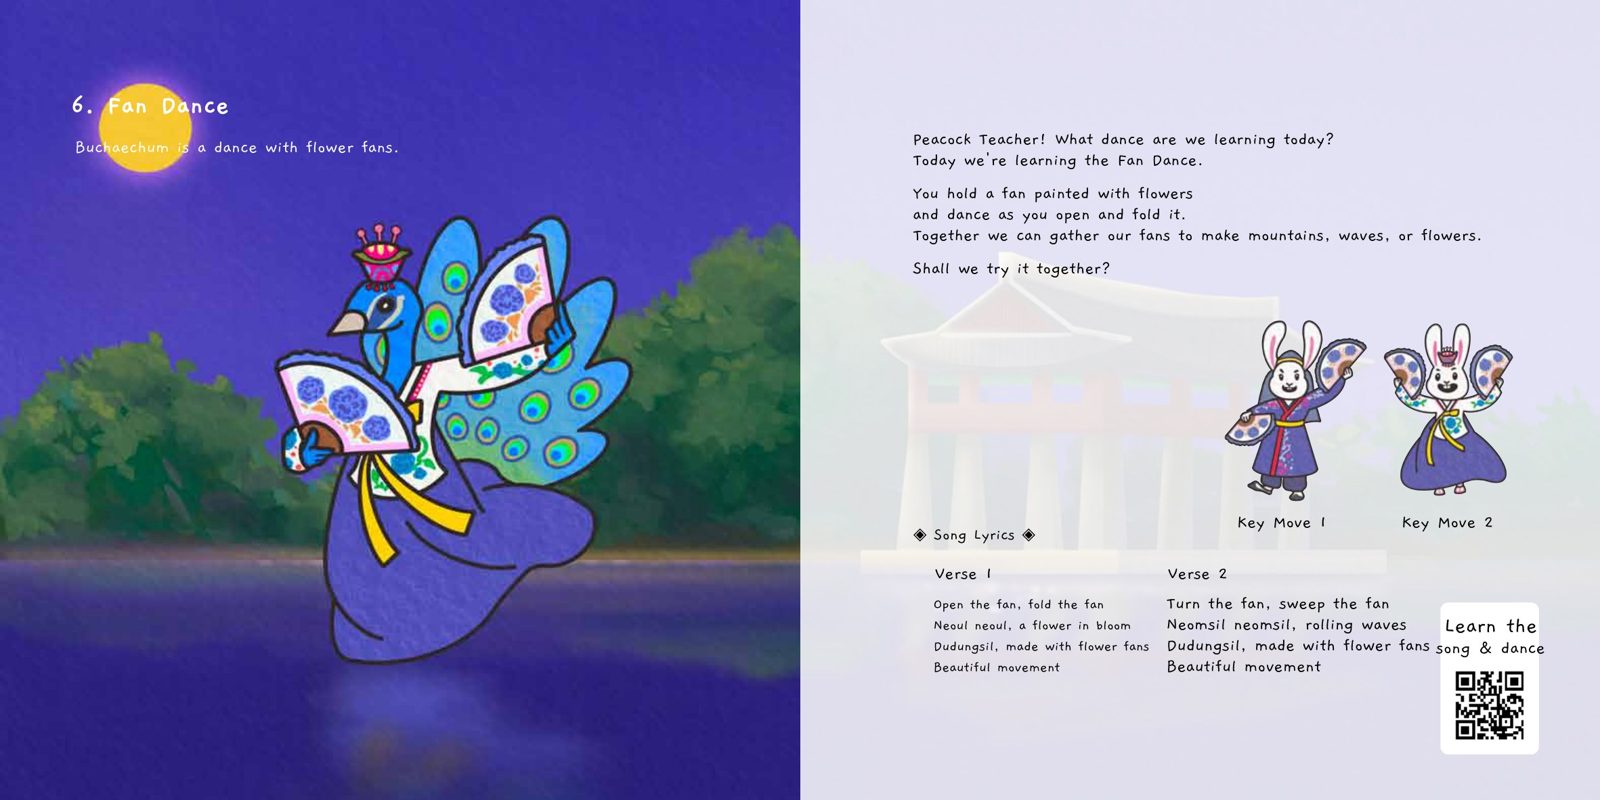 6. Fan Dance
Buchaechum is a dance with flower fans.
Peacock Teacher! What dance are we learning today?
Today we're learning the Fan Dance.
You hold a fan painted with flowers
and dance as you open and fold it.
Together we can gather our fans to make mountains, waves, or flowers.
Shall we try it together?
Key Move 1
Key Move 2
◈ Song Lyrics ◈
Verse 1
Open the fan, fold the fan
Neoul neoul, a flower in bloom
Dudungsil, made with flower fans
Beautiful movement
Verse 2
Turn the fan, sweep the fan
Neomsil neomsil, rolling waves
Dudungsil, made with flower fans
Beautiful movement
Learn the
song & dance